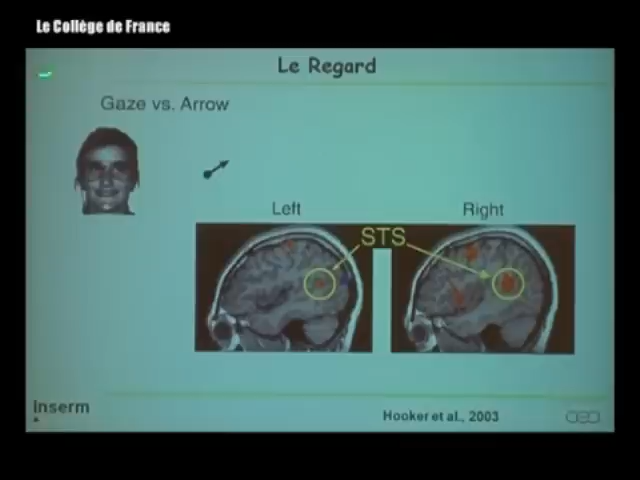 Le Collège de France
Le Regard
Gaze vs. Arrow
Left
Right
STS
Inserm
Hooker et al., 2003